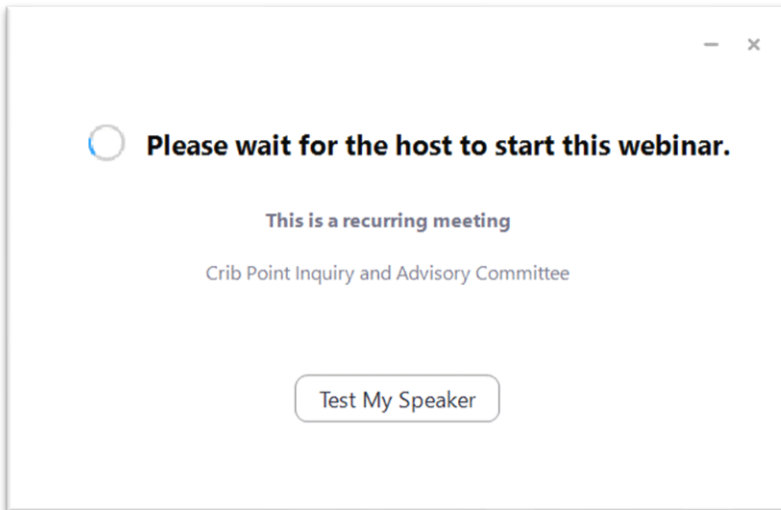 Please wait for the host to start this webinar.
This is a recurring meeting
Crib Point Inquiry and Advisory Committee
Test My Speaker